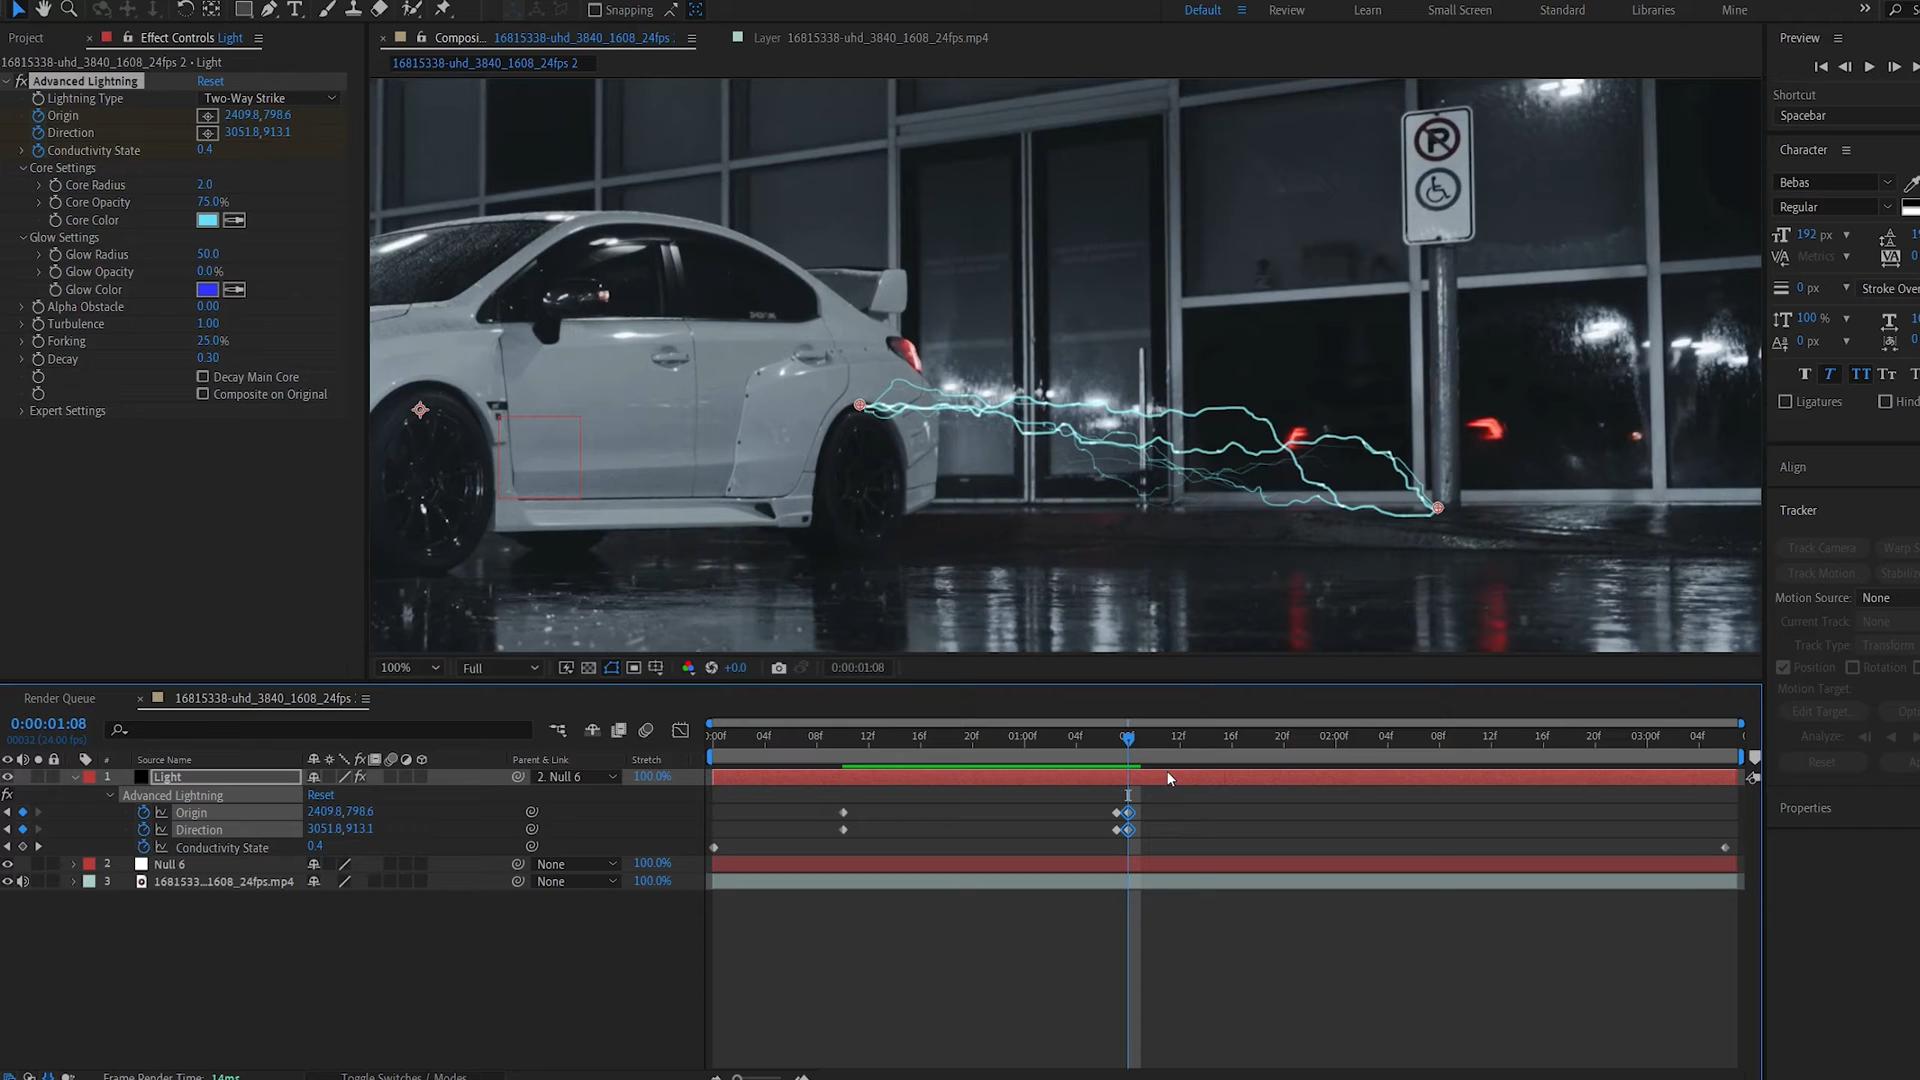 Snapping
Default
Review
Learn
Small Screen
Standard
Libraries
Mine
Project
Effect Controls Light
Composi... 16815338-uhd_3840_1608_24fps
Layer 16815338-uhd_3840_1608_24fps.mp4
Preview
16815338-uhd_3840_1608_24fps 2 • Light
16815338-uhd_3840_1608_24fps 2
fx Advanced Lightning Reset
Lightning Type Two-Way Strike
Origin 2409.8,798.6
Direction 3051.8,913.1
Conductivity State 0.4
Core Settings
Core Radius 2.0
Core Opacity 75.0%
Core Color
Glow Settings
Glow Radius 50.0
Glow Opacity 0.0%
Glow Color
Alpha Obstacle 0.00
Turbulence 1.00
Forking 25.0%
Decay 0.30
Decay Main Core
Composite on Original
Expert Settings
P
Shortcut
Spacebar
Character
Bebas
Regular
192 px
Metrics
0
0 px
Stroke Over
100 %
0 px
T T TT Tr
Ligatures
Hind
Align
Tracker
Track Camera
Warp S
Track Motion
Stabiliz
Motion Source: None
Current Track: None
Track Type: Transform
Position
Rotation
Motion Target:
Edit Target...
Opti
Analyze:
Reset
Ap
Properties
100%
Full
+0.0
0:00:01:08
Render Queue
16815338-uhd_3840_1608_24fps
0:00:01:08
00032 (24.00 fps)
:00f 04f 08f 12f 16f 20f 01:00f 04f 12f 16f 20f 02:00f 04f 08f 12f 16f 20f 03:00f 04f
# Source Name Parent & Link Stretch
1 Light 2. Null 6 100.0%
fx Advanced Lightning Reset
Origin 2409.8,798.6
Direction 3051.8,913.1
Conductivity State 0.4
2 Null 6 None 100.0%
3 1681533...1608_24fps.mp4 None 100.0%
Frame Render Time: 14ms
Toggle Switches / Modes